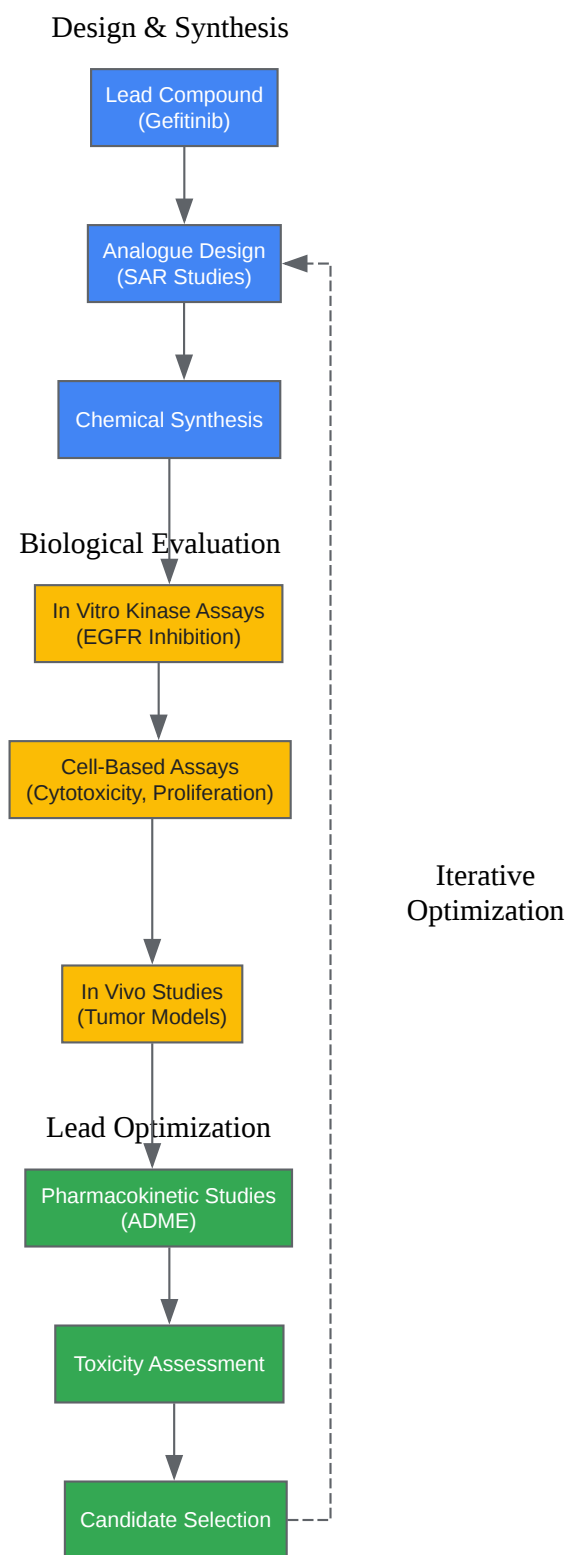 Design & Synthesis
Lead Compound
(Gefitinib)
Analogue Design
(SAR Studies)
Chemical Synthesis
Biological Evaluation
In Vitro Kinase Assays
(EGFR Inhibition)
Cell-Based Assays
(Cytotoxicity, Proliferation)
Iterative
Optimization
In Vivo Studies
(Tumor Models)
Lead Optimization
Pharmacokinetic Studies
(ADME)
Toxicity Assessment
Candidate Selection